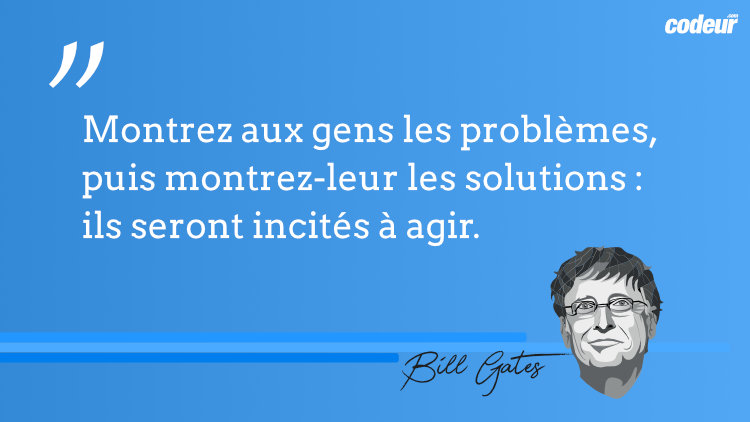 codeur.com
”
Montrez aux gens les problèmes,
puis montrez-leur les solutions :
ils seront incités à agir.
Bill Gates